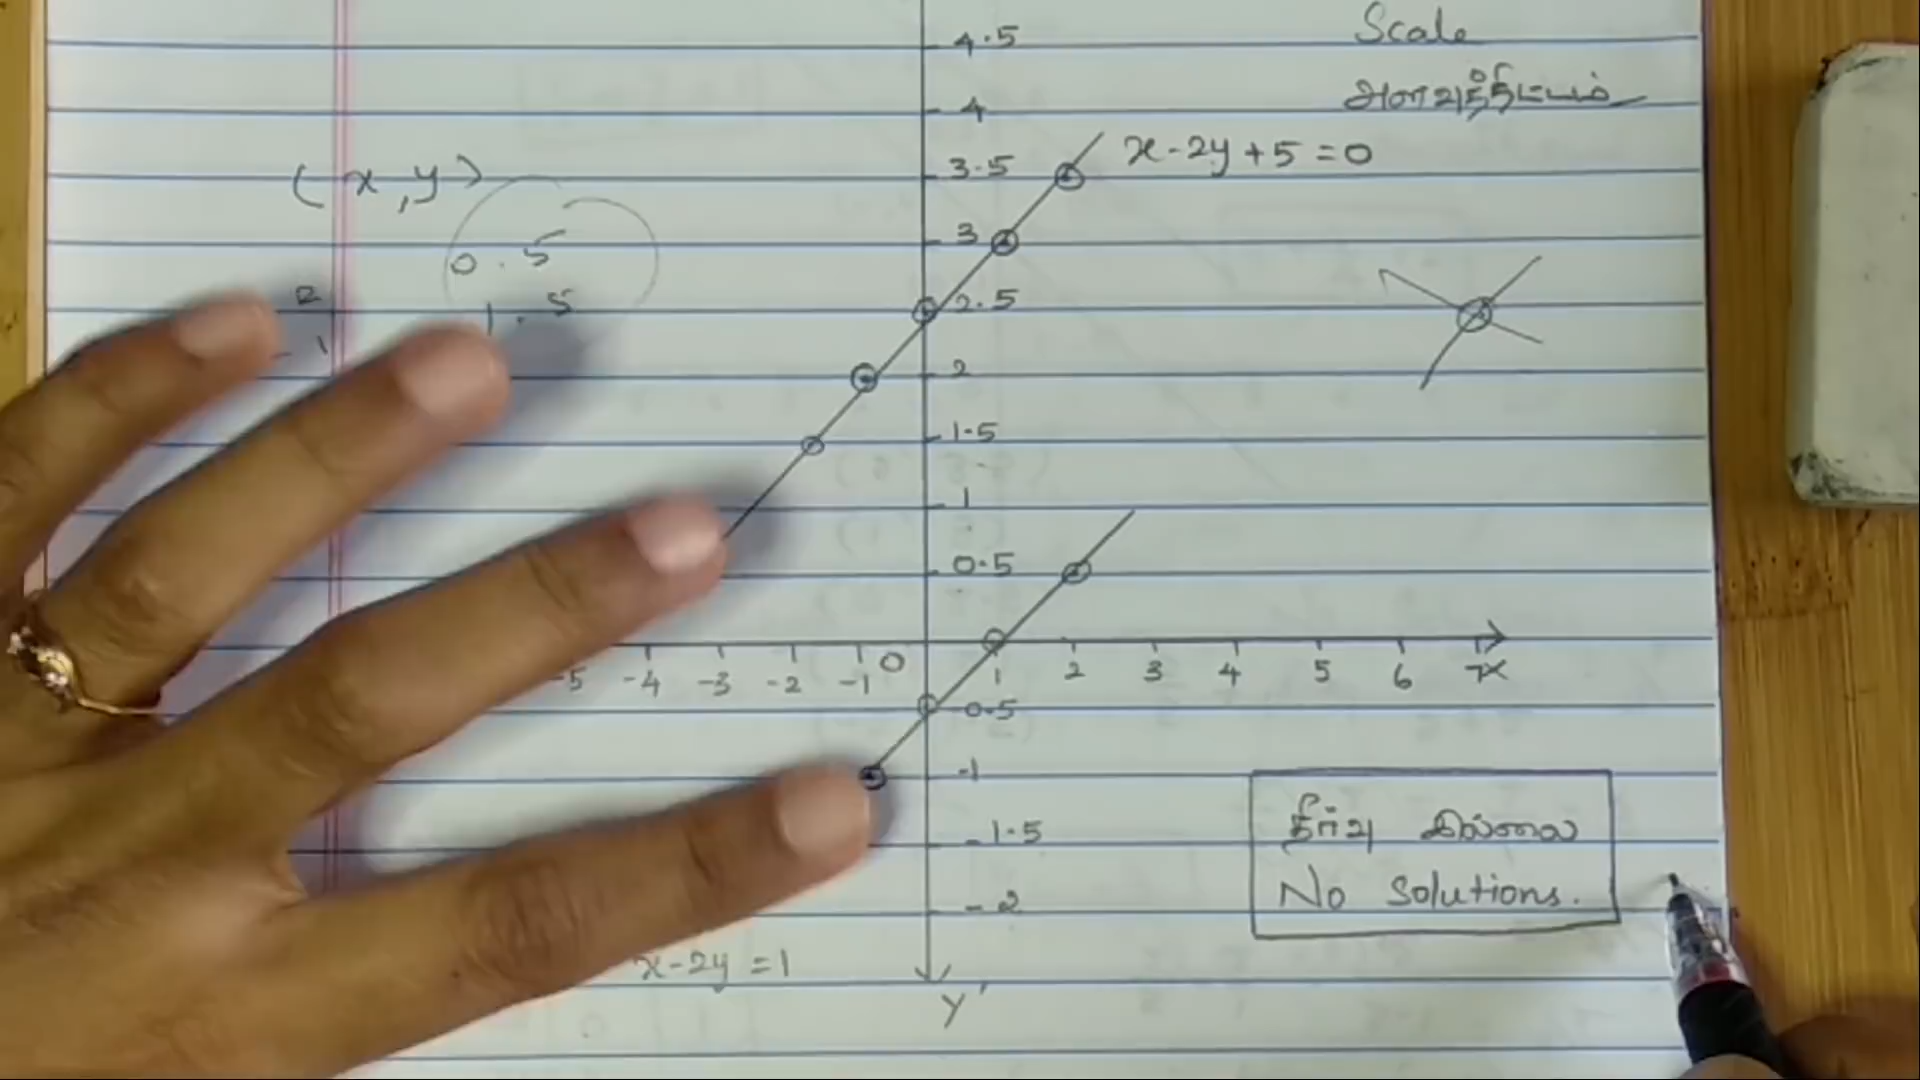 Scale
அளவுத்திட்டம்
4.5
4
x - 2y + 5 = 0
3.5
(x, y)
3
0.5
2.5
1.5
2
-1
2
1.5
1
0.5
-5 -4 -3 -2 -1 0 1 2 3 4 5 6 7 x
-0.5
-1
-1.5
தீர்வு இல்லை
No Solutions.
-2
x - 2y = 1
y'